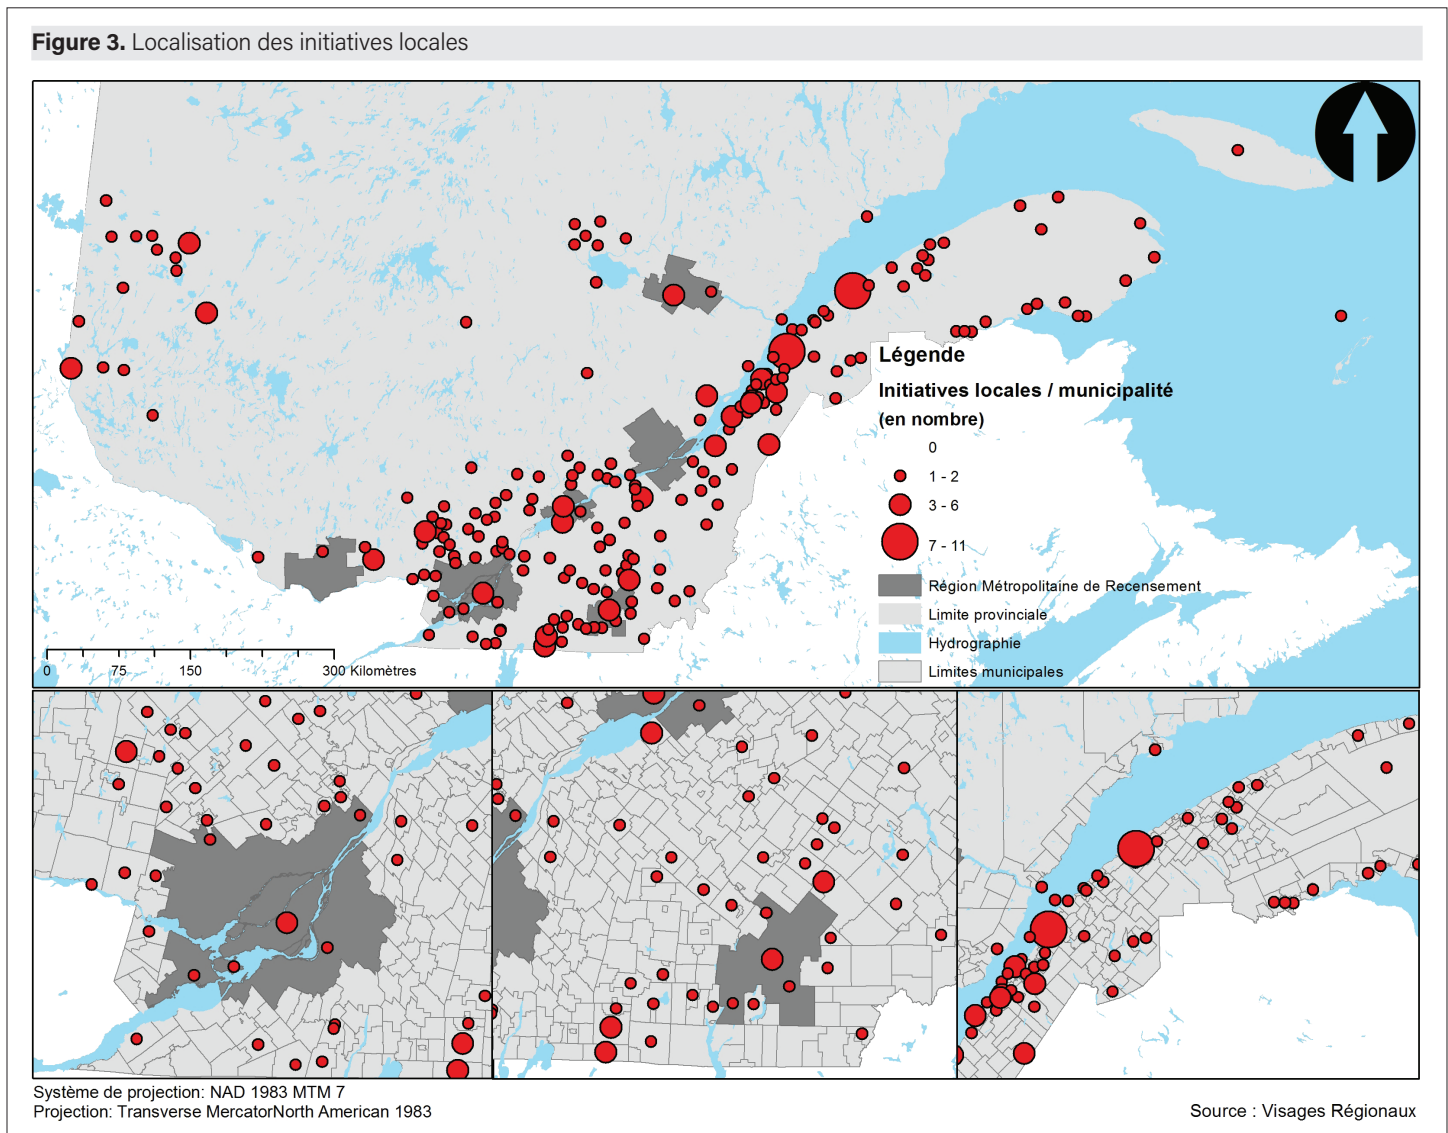 Figure 3. Localisation des initiatives locales
Légende
Initiatives locales / municipalité
(en nombre)
0
1 - 2
3 - 6
7 - 11
Région Métropolitaine de Recensement
Limite provinciale
Hydrographie
Limites municipales
0 75 150 300 Kilomètres
Système de projection: NAD 1983 MTM 7
Projection: Transverse MercatorNorth American 1983
Source : Visages Régionaux